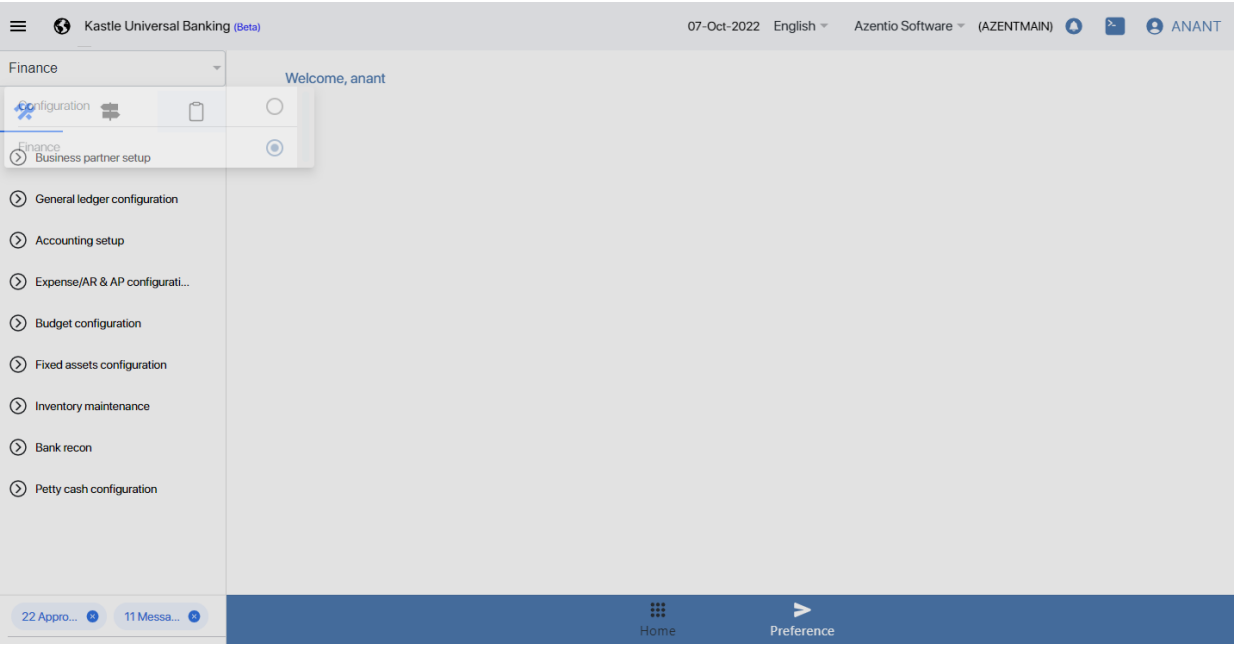 Kastle Universal Banking (Beta)
07-Oct-2022 English Azentio Software (AZENTMAIN) ANANT
Finance
Welcome, anant
Configuration
Finance
Business partner setup
General ledger configuration
Accounting setup
Expense/AR & AP configurati...
Budget configuration
Fixed assets configuration
Inventory maintenance
Bank recon
Petty cash configuration
22 Appro... 11 Messa...
Home Preference